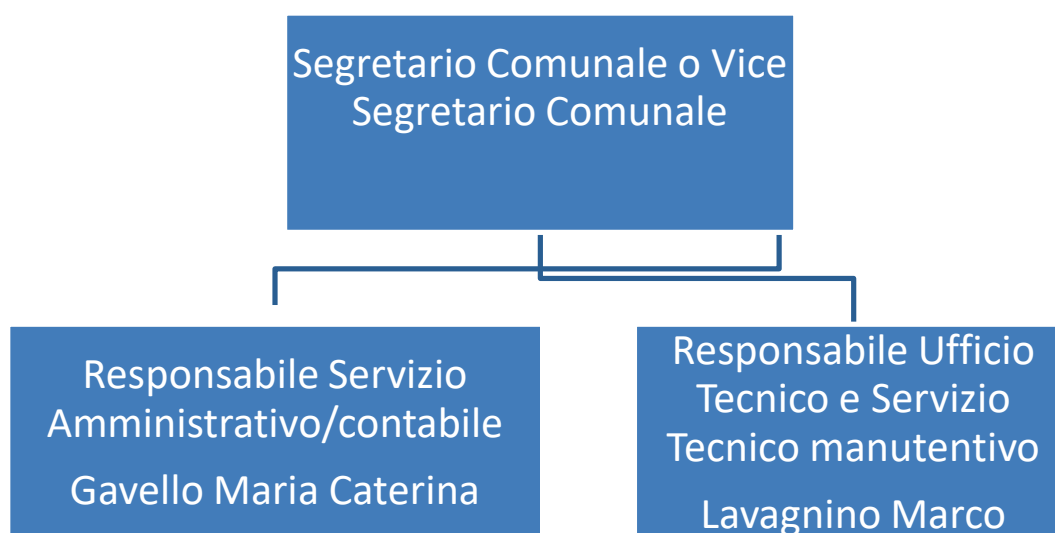 Segretario Comunale o Vice
Segretario Comunale
Responsabile Servizio
Amministrativo/contabile
Gavello Maria Caterina
Responsabile Ufficio
Tecnico e Servizio
Tecnico manutentivo
Lavagnino Marco